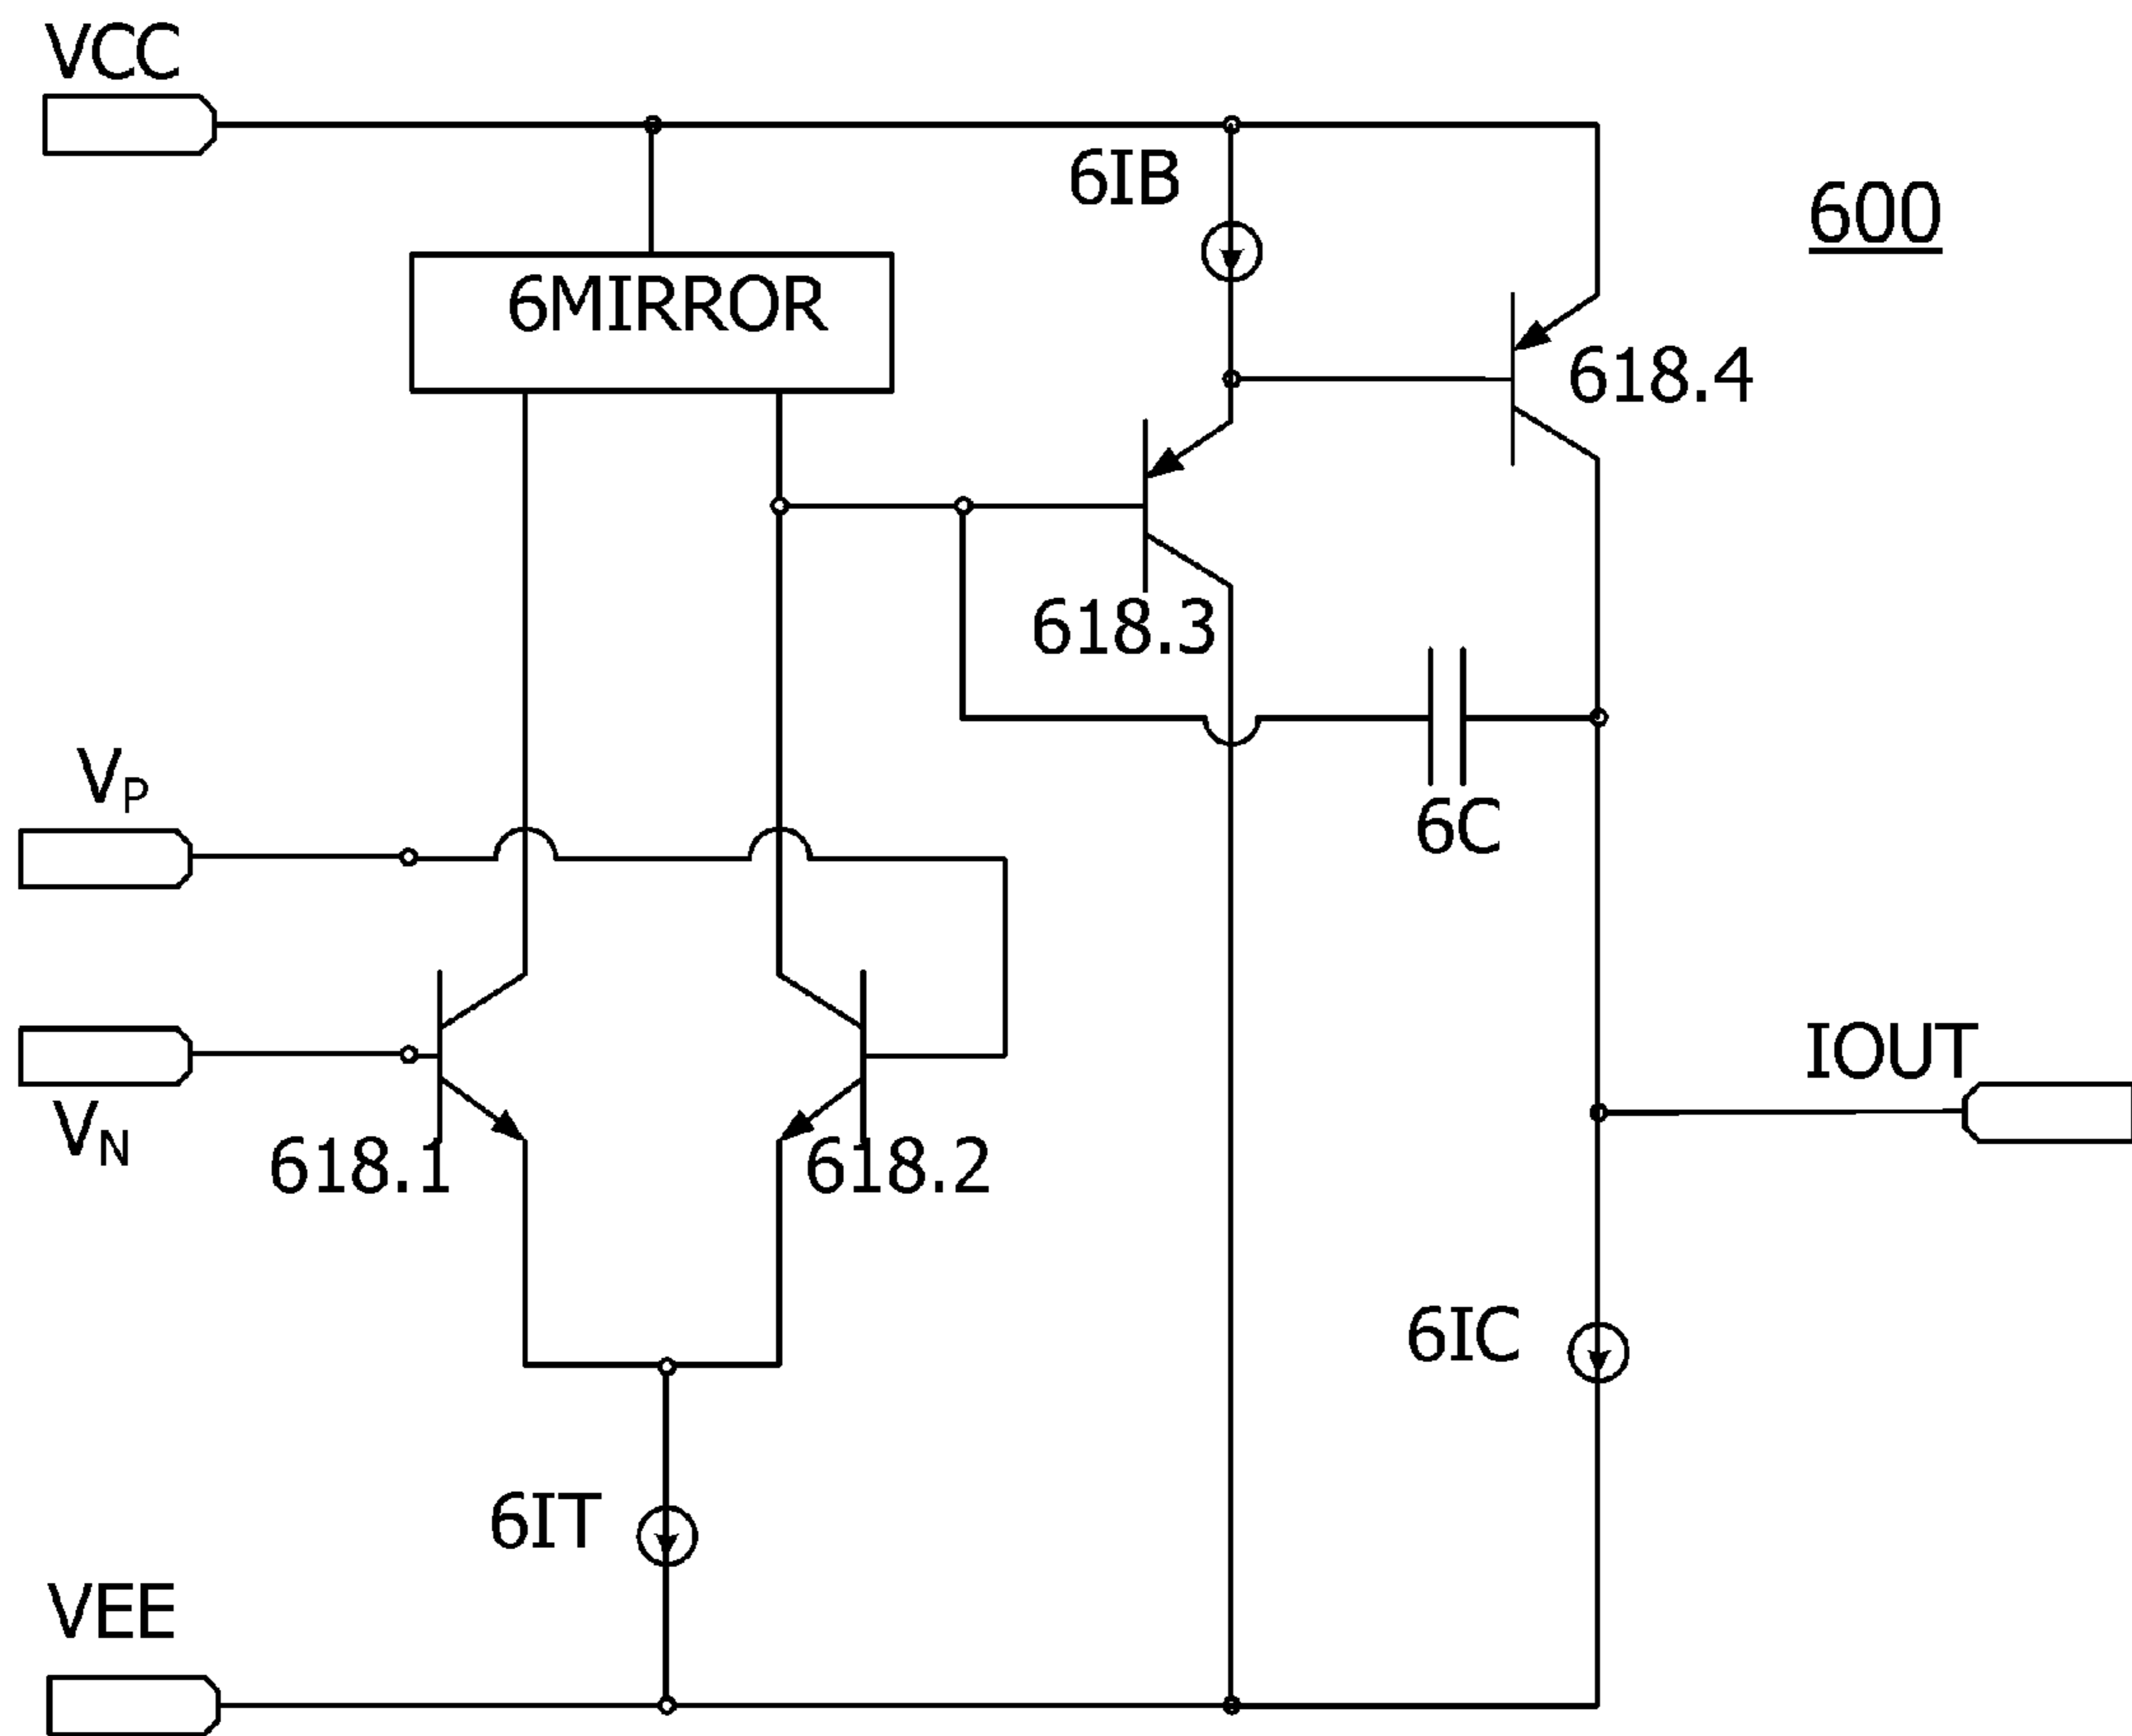 VCC
6IB
600
6MIRROR
618.4
618.3
VP
6C
IOUT
VN
618.1
618.2
6IC
6IT
VEE